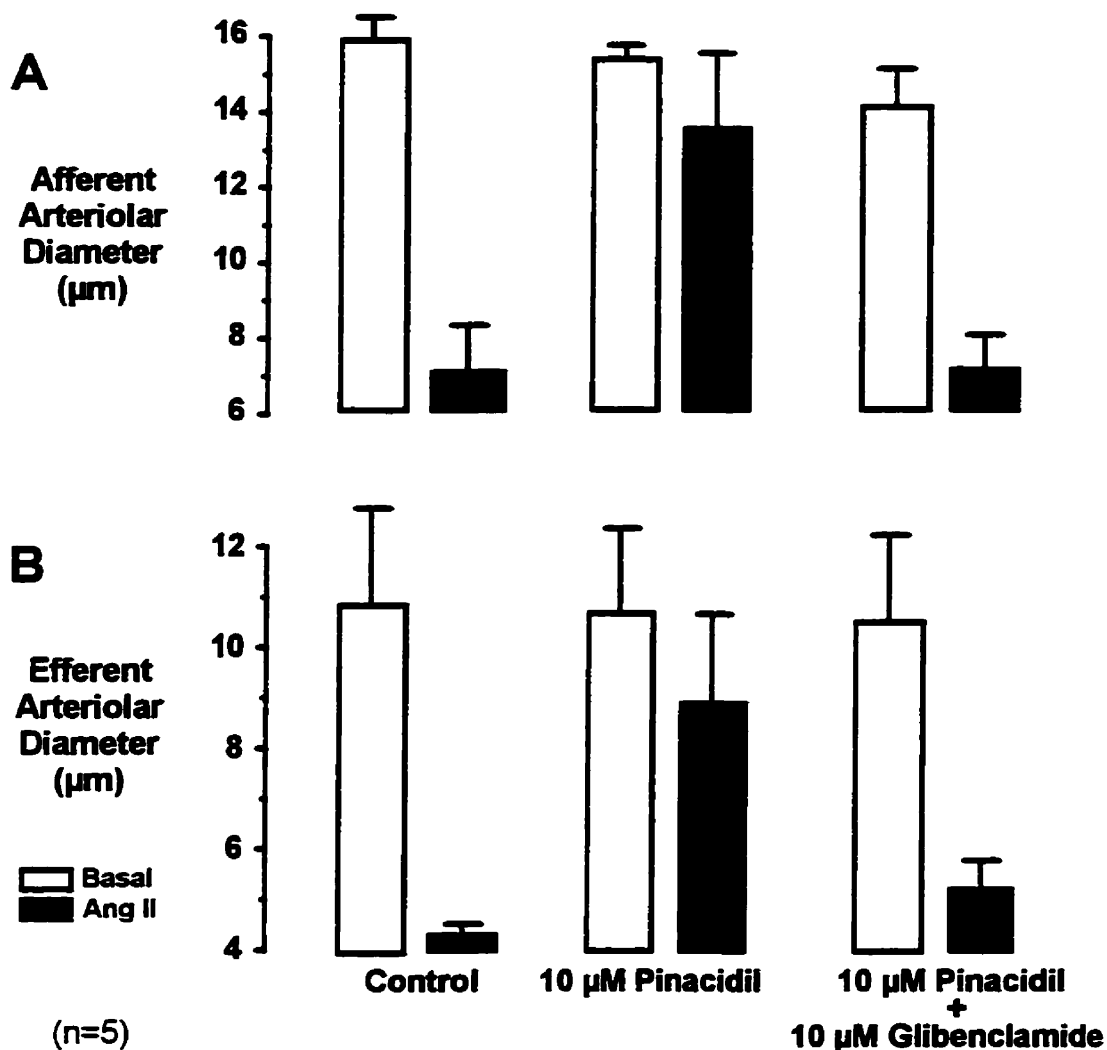 A
Afferent
Arteriolar
Diameter
(µm)
16
14
12
10
8
6
B
Efferent
Arteriolar
Diameter
(µm)
12
10
8
6
4
Basal
Ang II
Control
10 µM Pinacidil
10 µM Pinacidil
+
10 µM Glibenclamide
(n=5)